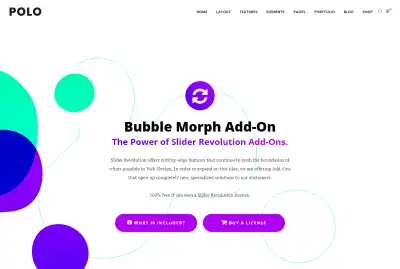 POLO
HOME LAYOUT FEATURES ELEMENTS PAGES PORTFOLIO BLOG SHOP
Bubble Morph Add-On
The Power of Slider Revolution Add-Ons.
Slider Revolution offers cutting-edge features that continue to push the boundaries of
what's possible in Web Design. In order to expand on this idea, we are offering Add-Ons
that open up completely new, specialized solutions to our customers.
100% free if you own a Slider Revolution license.
WHAT IS INCLUDED?
BUY A LICENSE